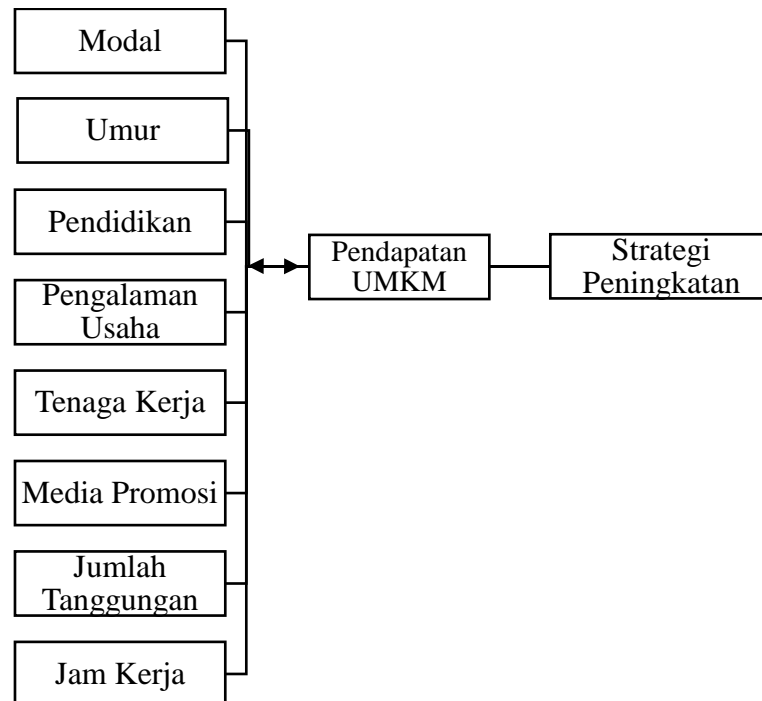 Modal
Umur
Pendidikan
Pengalaman
Usaha
Tenaga Kerja
Media Promosi
Jumlah
Tanggungan
Jam Kerja
Pendapatan
UMKM
Strategi
Peningkatan